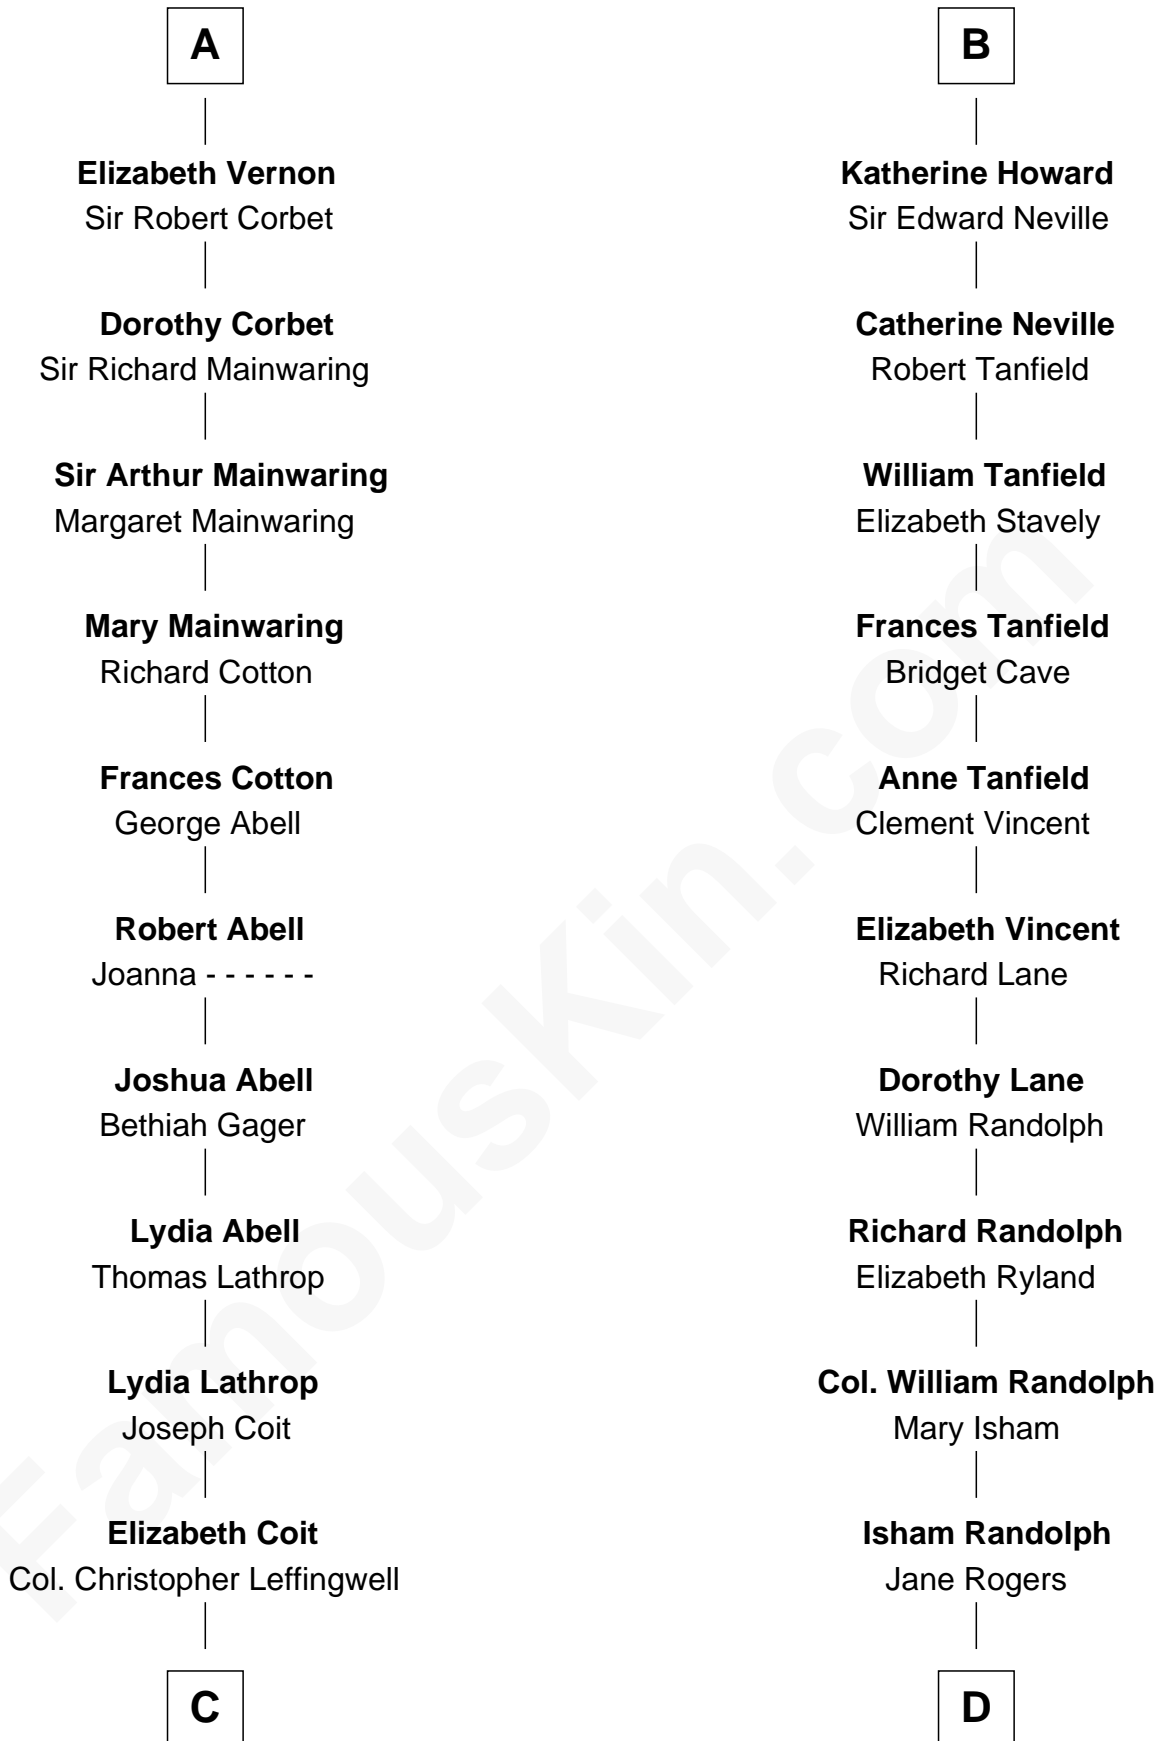 A
Elizabeth Vernon
Sir Robert Corbet
Dorothy Corbet
Sir Richard Mainwaring
Sir Arthur Mainwaring
Margaret Mainwaring
Mary Mainwaring
Richard Cotton
Frances Cotton
George Abell
Robert Abell
Joanna - - - - - -
Joshua Abell
Bethiah Gager
Lydia Abell
Thomas Lathrop
Lydia Lathrop
Joseph Coit
Elizabeth Coit
Col. Christopher Leffingwell
C
B
Katherine Howard
Sir Edward Neville
Catherine Neville
Robert Tanfield
William Tanfield
Elizabeth Stavely
Frances Tanfield
Bridget Cave
Anne Tanfield
Clement Vincent
Elizabeth Vincent
Richard Lane
Dorothy Lane
William Randolph
Richard Randolph
Elizabeth Ryland
Col. William Randolph
Mary Isham
Isham Randolph
Jane Rogers
D
FamousKin.com